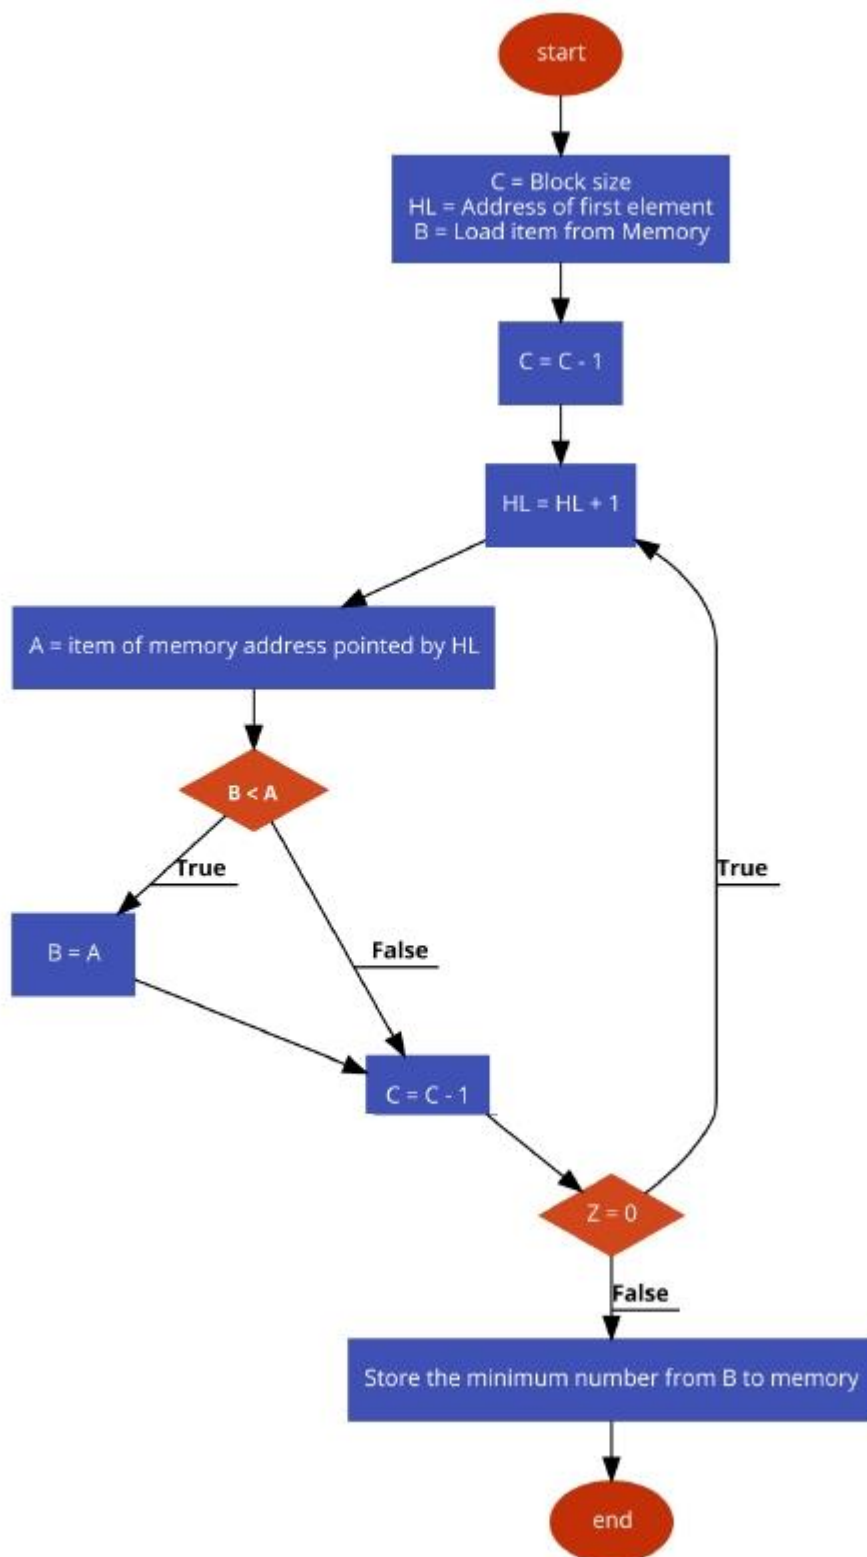 start
C = Block size
HL = Address of first element
B = Load item from Memory
C = C - 1
HL = HL + 1
A = item of memory address pointed by HL
B < A
True
True
B = A
False
C = C - 1
Z = 0
False
Store the minimum number from B to memory
end